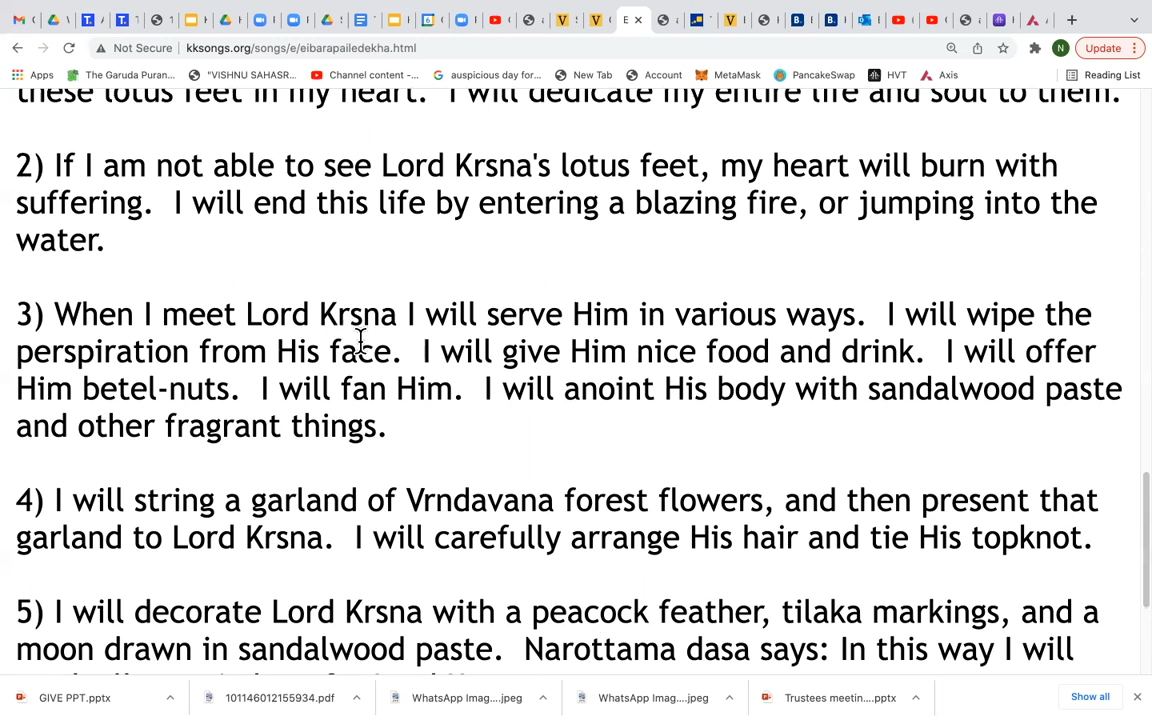 Not Secure kksongs.org/songs/e/eibarapailedekha.html N Update
Apps The Garuda Puran... "VISHNU SAHASR... Channel content -... auspicious day for... New Tab Account MetaMask PancakeSwap HVT Axis Reading List
these lotus feet in my heart. I will dedicate my entire life and soul to them.
2) If I am not able to see Lord Krsna's lotus feet, my heart will burn with
suffering. I will end this life by entering a blazing fire, or jumping into the
water.
3) When I meet Lord Krsna I will serve Him in various ways. I will wipe the
perspiration from His face. I will give Him nice food and drink. I will offer
Him betel-nuts. I will fan Him. I will anoint His body with sandalwood paste
and other fragrant things.
4) I will string a garland of Vrndavana forest flowers, and then present that
garland to Lord Krsna. I will carefully arrange His hair and tie His topknot.
5) I will decorate Lord Krsna with a peacock feather, tilaka markings, and a
moon drawn in sandalwood paste. Narottama dasa says: In this way I will
GIVE PPT.pptx 101146012155934.pdf WhatsApp Imag....jpeg WhatsApp Imag....jpeg Trustees meetin....pptx Show all